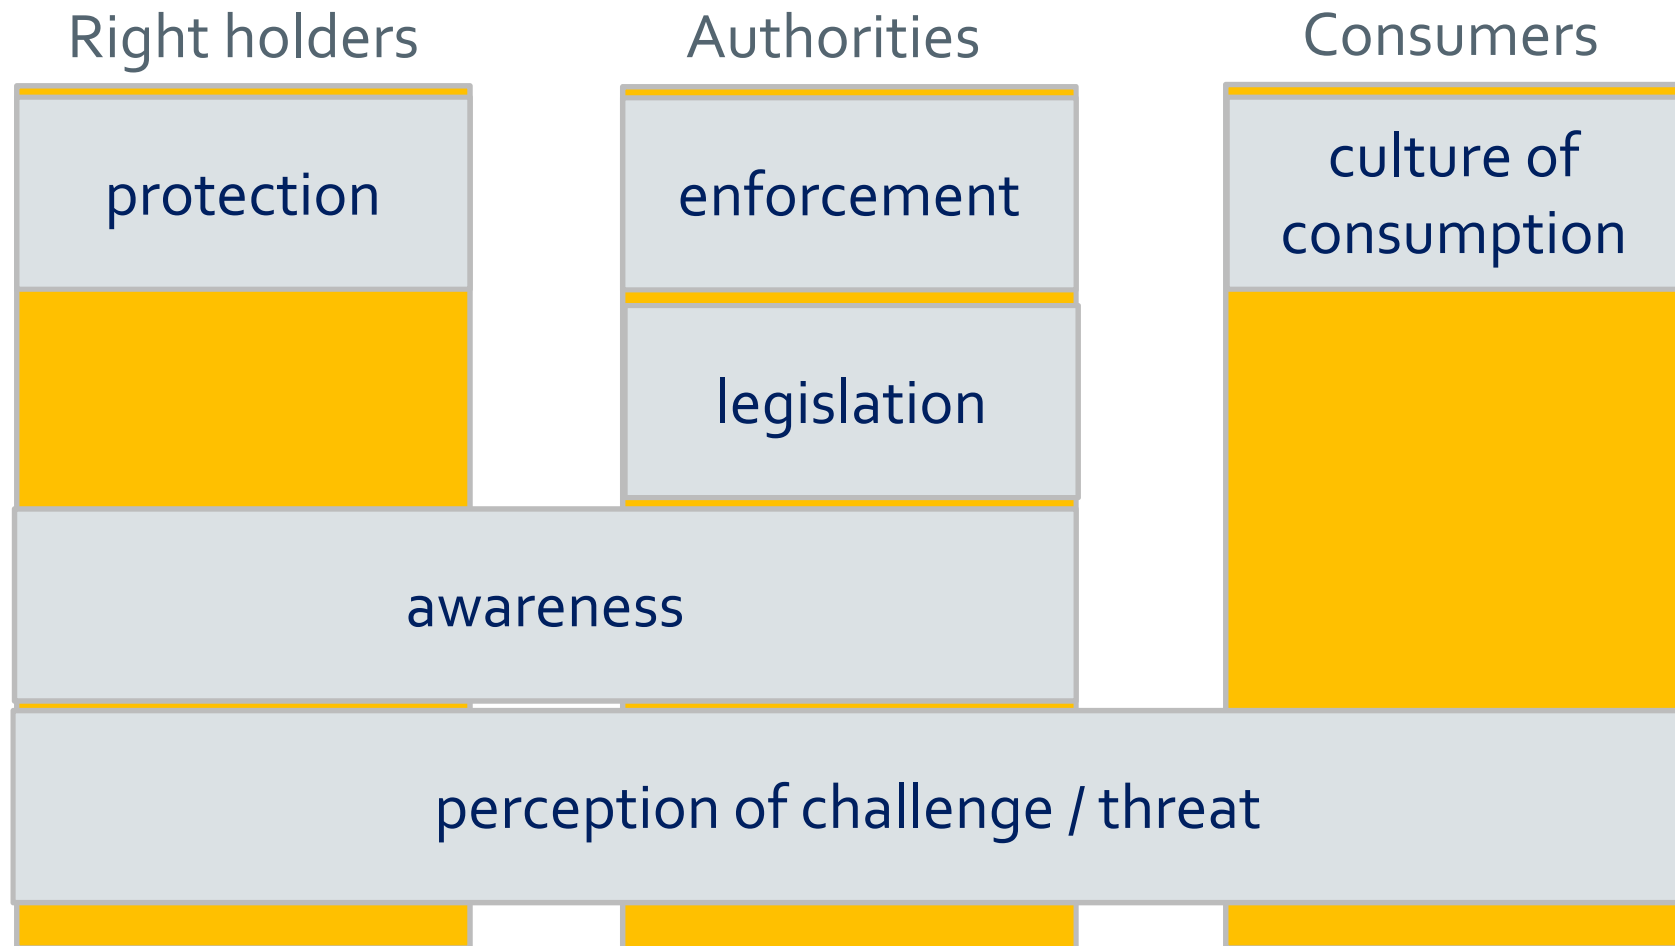 Right holders
Authorities
Consumers
protection
enforcement
culture of
consumption
legislation
awareness
perception of challenge / threat